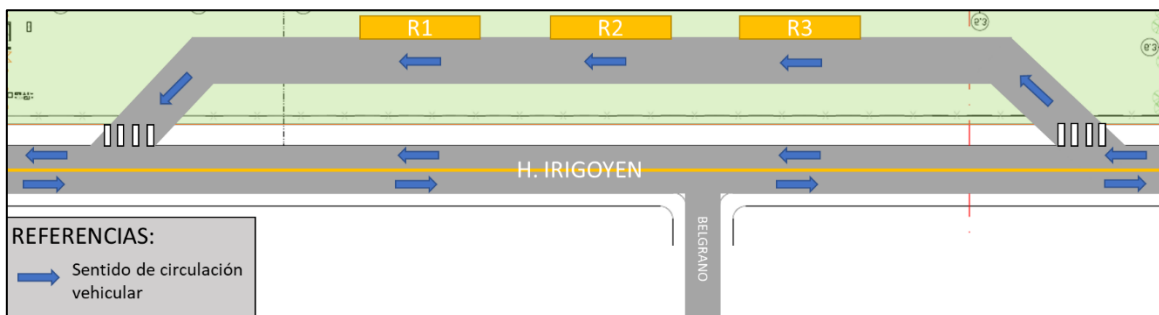 R1 R2 R3
H. IRIGOYEN
BELGRANO
REFERENCIAS:
Sentido de circulación
vehicular